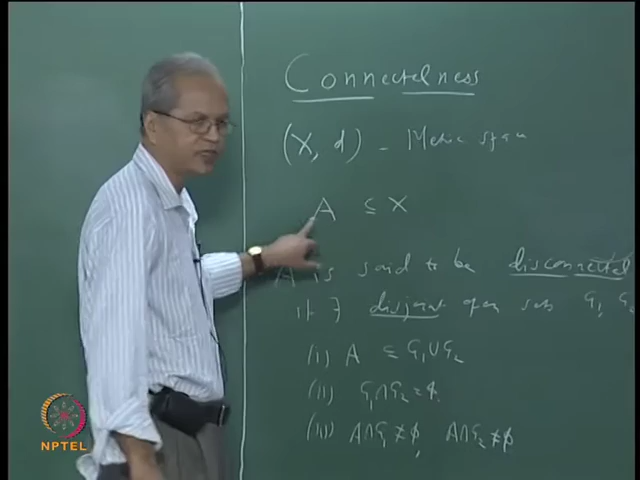 Connectedness
(X, d) - Metric space
A ⊆ X
A is said to be disconnected
if ∃ disjoint open sets G₁, G₂
(i) A ⊆ G₁∪G₂
(ii) G₁∩G₂ = φ.
(iii) A∩G₁ ≠ φ, A∩G₂ ≠ φ
NPTEL